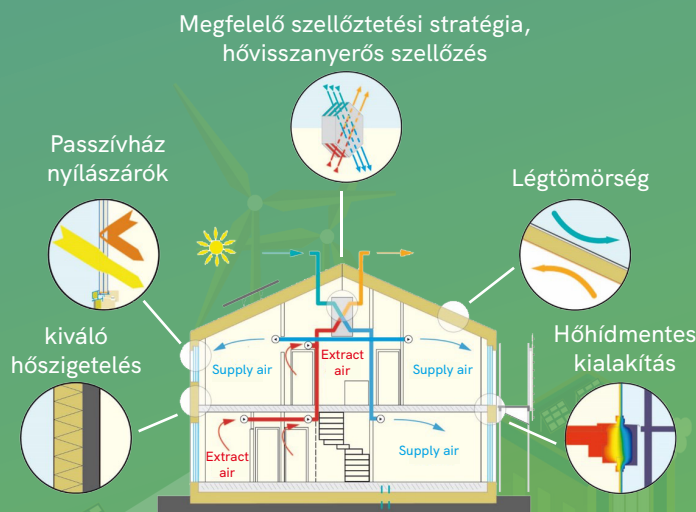 Megfelelő szellőztetési stratégia,
hővisszanyerős szellőzés
Passzívház
nyílászárók
Légtömörség
kiváló
hőszigetelés
Hőhídmentes
kialakítás
Supply air
Extract
air
Supply air
Extract
air
Supply air